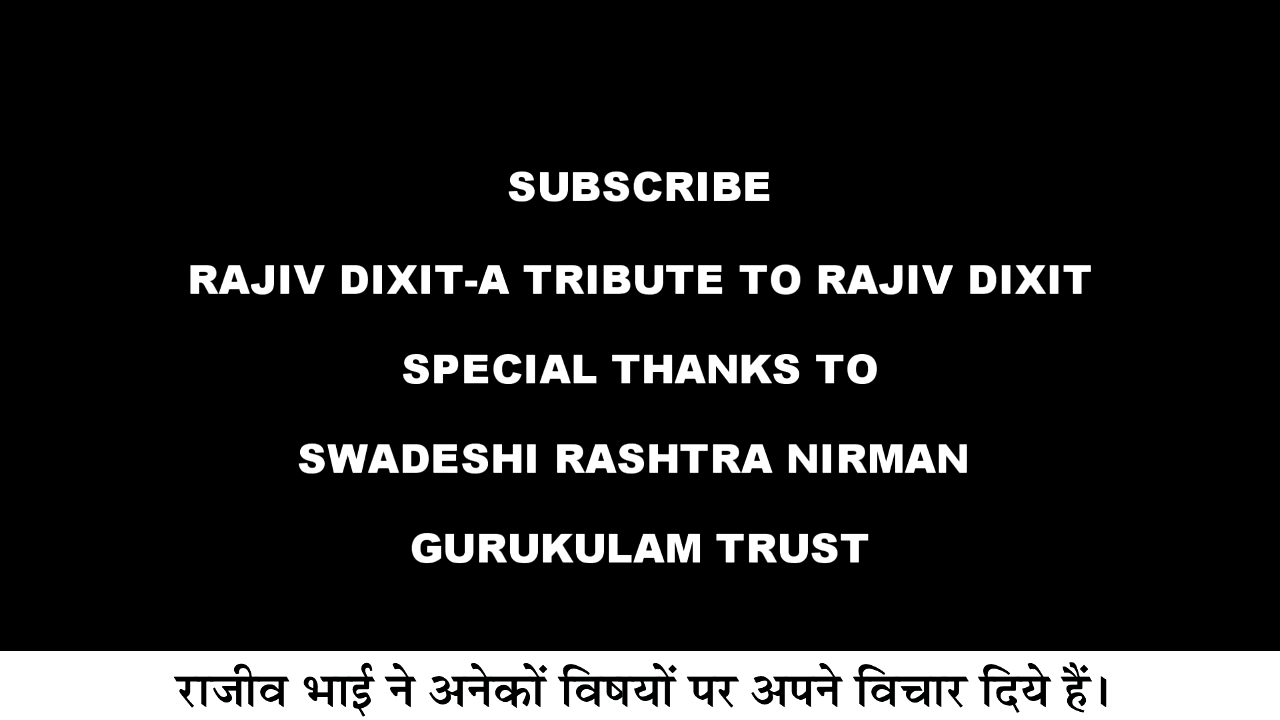 SUBSCRIBE
RAJIV DIXIT-A TRIBUTE TO RAJIV DIXIT
SPECIAL THANKS TO
SWADESHI RASHTRA NIRMAN
GURUKULAM TRUST
राजीव भाई ने अनेकों विषयों पर अपने विचार दिये हैं।